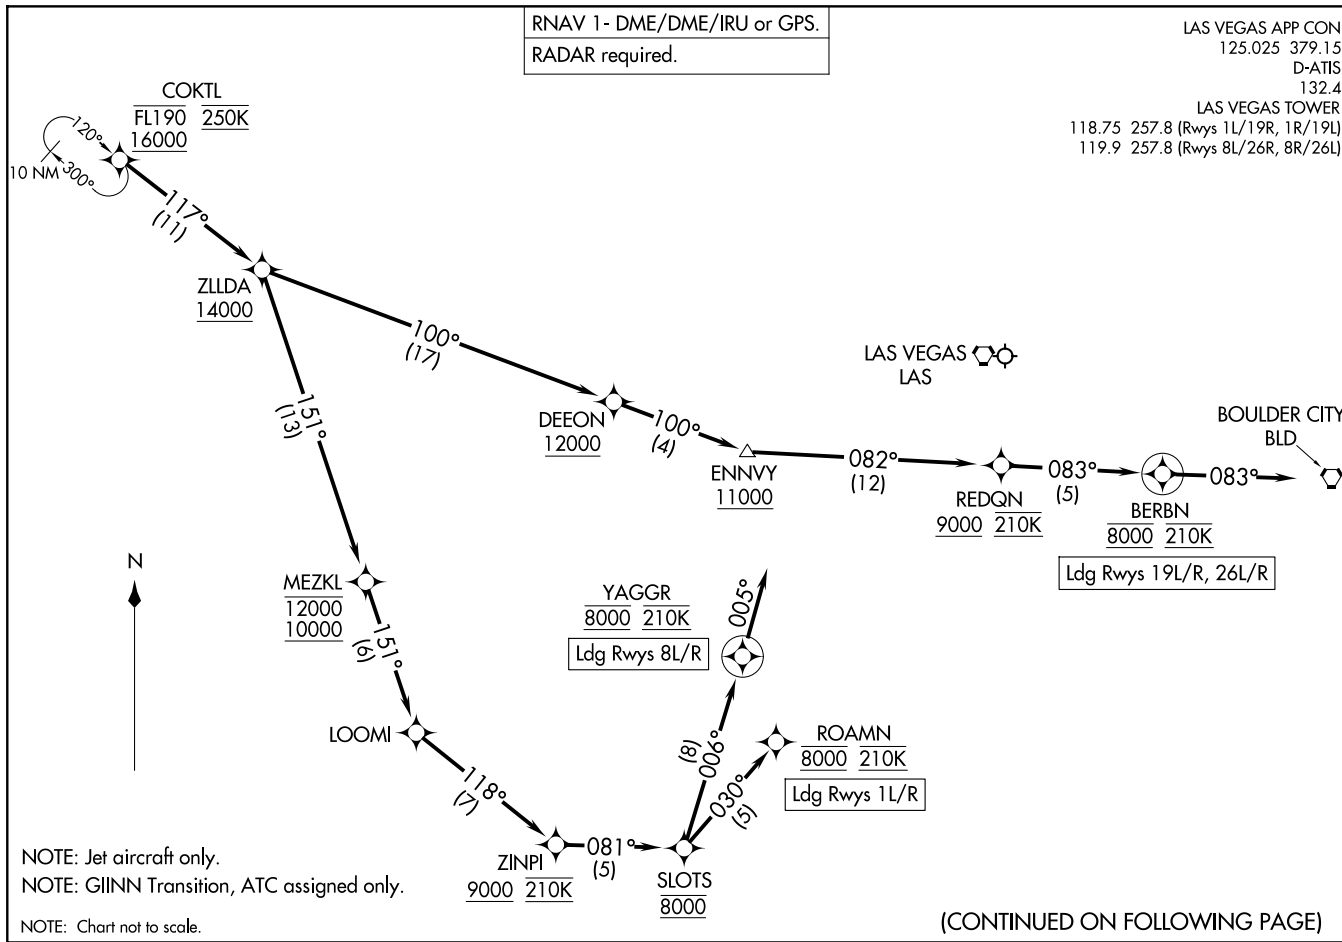 RNAV 1- DME/DME/IRU or GPS.
RADAR required.
LAS VEGAS APP CON
125.025 379.15
D-ATIS
132.4
LAS VEGAS TOWER
118.75 257.8 (Rwys 1L/19R, 1R/19L)
119.9 257.8 (Rwys 8L/26R, 8R/26L)
COKTL
FL190 250K
16000
120°
10 NM
300°
117°
(11)
ZLLDA
14000
100°
(17)
LAS VEGAS
LAS
151°
(13)
DEEON
12000
100°
(4)
ENNVY
11000
082°
(12)
REDQN
9000 210K
083°
(5)
BERBN
8000 210K
Ldg Rwys 19L/R, 26L/R
083°
BOULDER CITY
BLD
N
MEZKL
12000
10000
151°
(6)
LOOMI
118°
(7)
ZINPI
9000 210K
081°
(5)
SLOTS
8000
006°
(8)
YAGGR
8000 210K
Ldg Rwys 8L/R
005°
030°
(5)
ROAMN
8000 210K
Ldg Rwys 1L/R
NOTE: Jet aircraft only.
NOTE: GIINN Transition, ATC assigned only.
NOTE: Chart not to scale.
(CONTINUED ON FOLLOWING PAGE)